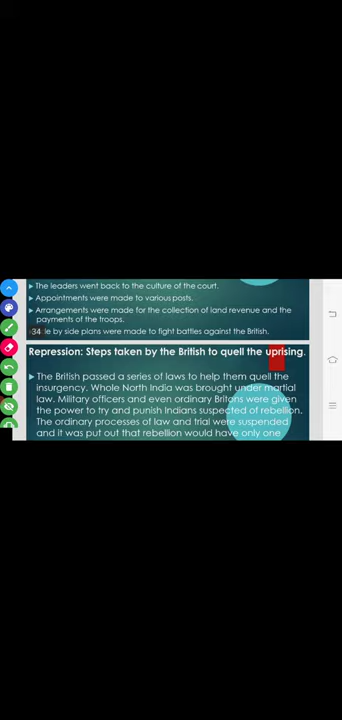 ▶ The leaders went back to the culture of the court.
▶ Appointments were made to various posts.
▶ Arrangements were made for the collection of land revenue and the
payments of the troops.
34 le by side plans were made to fight battles against the British.
Repression: Steps taken by the British to quell the uprising.
▶ The British passed a series of laws to help them quell the
insurgency. Whole North India was brought under martial
law. Military officers and even ordinary Britons were given
the power to try and punish Indians suspected of rebellion.
The ordinary processes of law and trial were suspended
and it was put out that rebellion would have only one